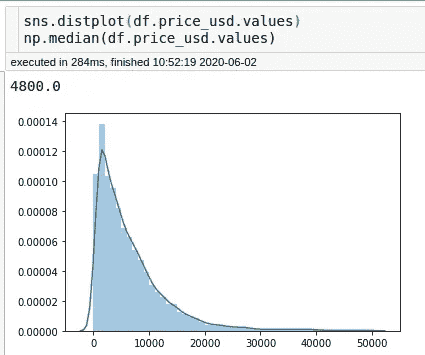 sns.distplot(df.price_usd.values)
np.median(df.price_usd.values)
executed in 284ms, finished 10:52:19 2020-06-02
4800.0
0.00014
0.00012
0.00010
0.00008
0.00006
0.00004
0.00002
0.00000
0 10000 20000 30000 40000 50000